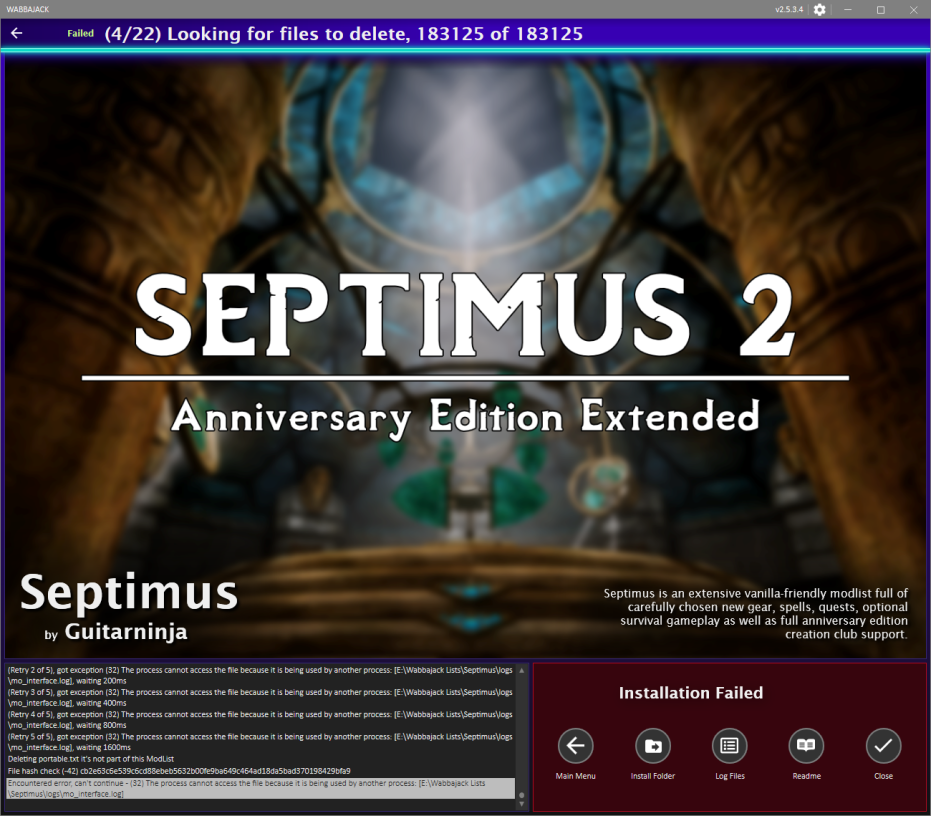 WABBAJACK
v2.5.3.4
Failed (4/22) Looking for files to delete, 183125 of 183125
SEPTIMUS 2
Anniversary Edition Extended
Septimus
by Guitarninja
Septimus is an extensive vanilla-friendly modlist full of
carefully chosen new gear, spells, quests, optional
survival gameplay as well as full anniversary edition
creation club support.
(Retry 2 of 5), got exception (32) The process cannot access the file because it is being used by another process: [E:\Wabbajack Lists\Septimus\logs
\mo_interface.log], waiting 200ms
(Retry 3 of 5), got exception (32) The process cannot access the file because it is being used by another process: [E:\Wabbajack Lists\Septimus\logs
\mo_interface.log], waiting 400ms
(Retry 4 of 5), got exception (32) The process cannot access the file because it is being used by another process: [E:\Wabbajack Lists\Septimus\logs
\mo_interface.log], waiting 800ms
(Retry 5 of 5), got exception (32) The process cannot access the file because it is being used by another process: [E:\Wabbajack Lists\Septimus\logs
\mo_interface.log], waiting 1600ms
Deleting portable.txt it's not part of this ModList
File hash check (-42) cb2e63c6e539c6cd88ebeb5632b00fe9ba649c464ad18da5bad370198429bfa9
Encountered error, can't continue - (32) The process cannot access the file because it is being used by another process: [E:\Wabbajack Lists
\Septimus\logs\mo_interface.log]
Installation Failed
Main Menu
Install Folder
Log Files
Readme
Close